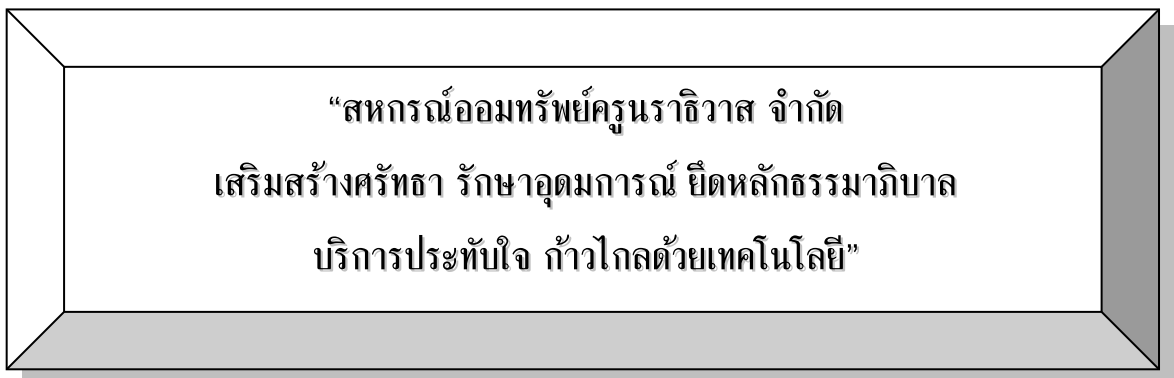 “สหกรณ์ออมทรัพย์ครูนราธิวาส จำกัด
เสริมสร้างศรัทธา รักษาอุดมการณ์ ยึดหลักธรรมาภิบาล
บริการประทับใจ ก้าวไกลด้วยเทคโนโลยี”